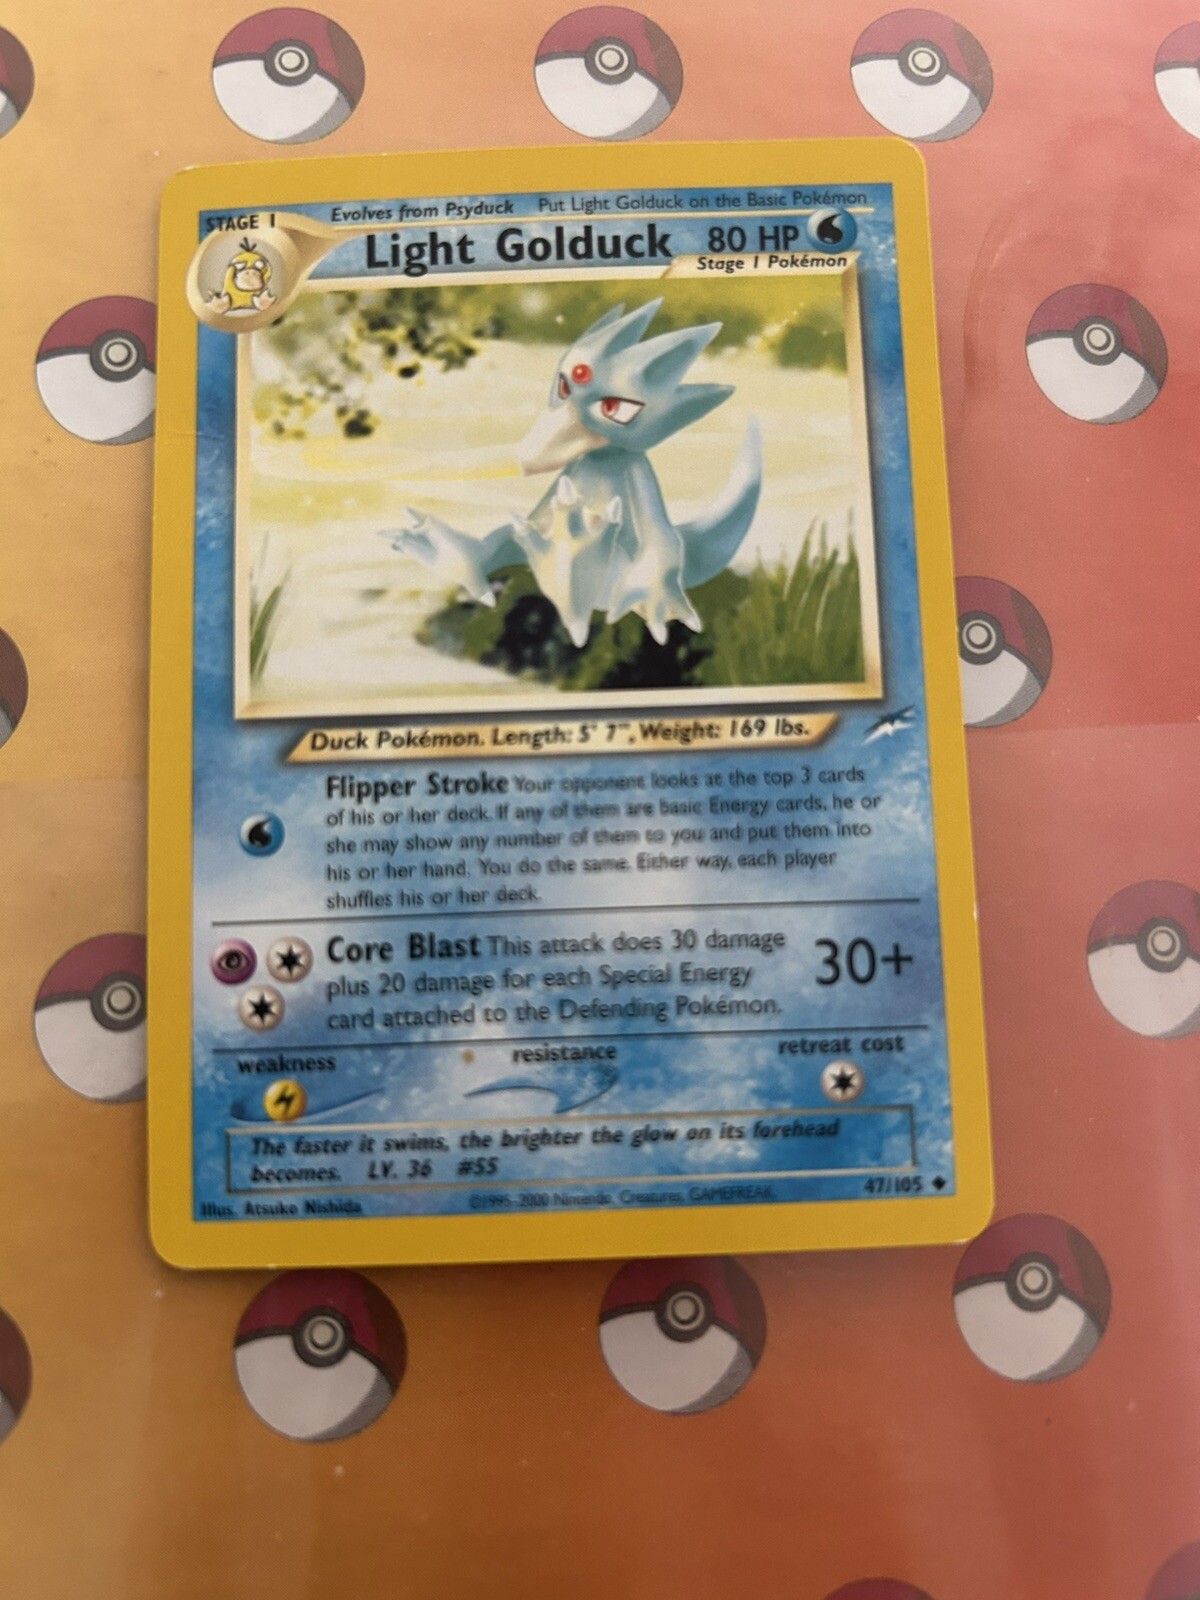 STAGE 1
Evolves from Psyduck Put Light Golduck on the Basic Pokémon
Light Golduck 80 HP
Stage 1 Pokémon
Duck Pokémon. Length: 5' 7", Weight: 169 lbs.
Flipper Stroke Your opponent looks at the top 3 cards
of his or her deck. If any of them are basic Energy cards, he or
she may show any number of them to you and put them into
his or her hand. You do the same. Either way, each player
shuffles his or her deck.
Core Blast This attack does 30 damage
plus 20 damage for each Special Energy
card attached to the Defending Pokémon.
30+
weakness
resistance
retreat cost
The faster it swims, the brighter the glow on its forehead
becomes. LV. 36 #55
Illus. Atsuko Nishida
©1995-2000 Nintendo, Creatures, GAMEFREAK.
47/105